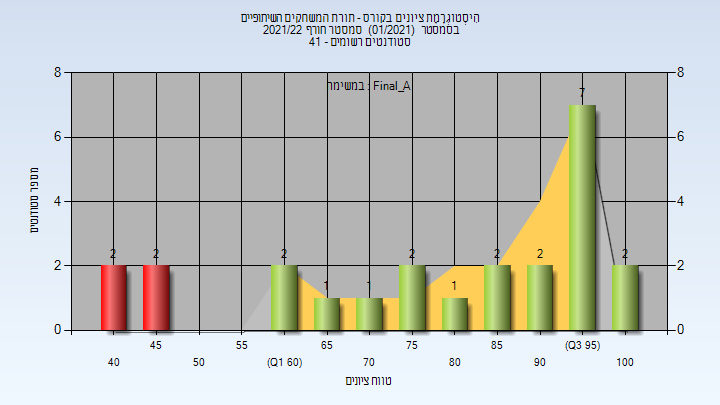 היסטוגרמת ציונים בקורס - תורת המשחקים השיתופיים
בסמסטר (01/2021) סמסטר חורף 2021/22
סטודנטים רשומים - 41
במשימה : Final_A
מספר סטודנטים
8 8
6 6
4 4
2 2
0 0
2 2 2 1 1 2 1 2 2 7 2
45 55 65 75 85 (Q3 95)
40 50 (Q1 60) 70 80 90 100
טווח ציונים